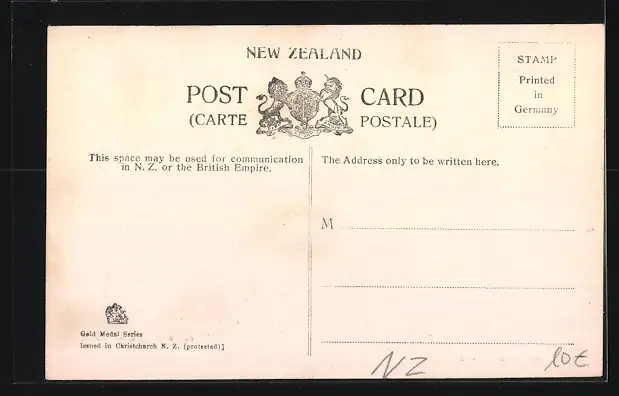 NEW ZEALAND
POST CARD
(CARTE POSTALE)
STAMP
Printed
in
Germany
This space may be used for communication
in N. Z. or the British Empire.
The Address only to be written here.
M
Gold Medal Series
Issued in Christchurch N. Z. (protected)]
NZ
10€